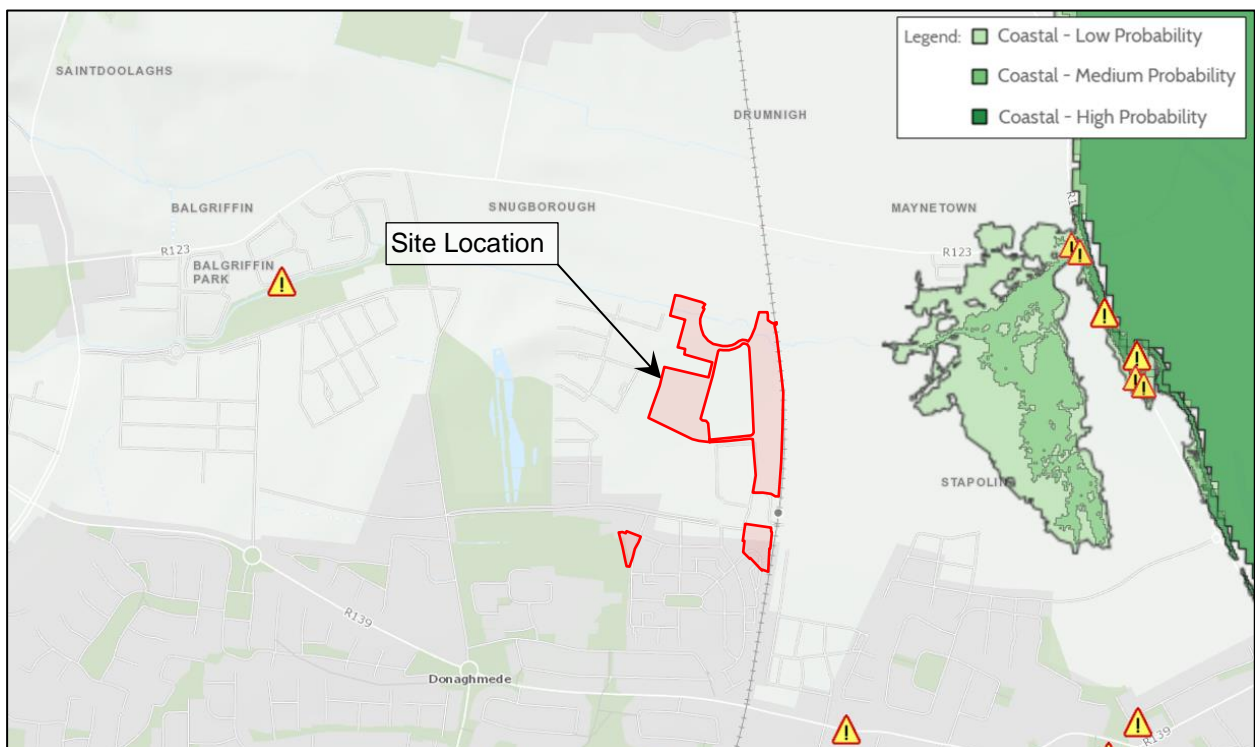 Legend: Coastal - Low Probability
Coastal - Medium Probability
Coastal - High Probability
SAINTDOOLAGHS
DRUMNIGH
BALGRIFFIN
SNUGBOROUGH
MAYNETOWN
R123
Site Location
R123
BALGRIFFIN
PARK
STAPOLIN
R139
Donaghmede